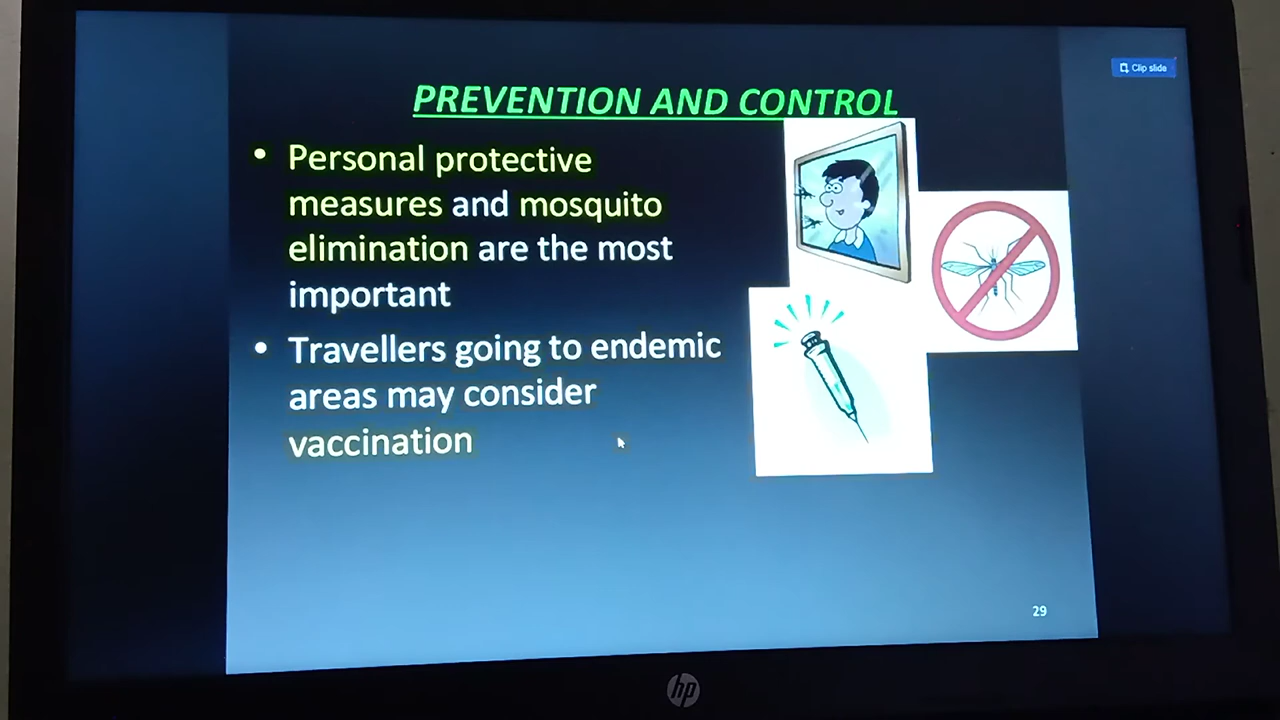 Clip slide
PREVENTION AND CONTROL
• Personal protective
measures and mosquito
elimination are the most
important
• Travellers going to endemic
areas may consider
vaccination
29
hp